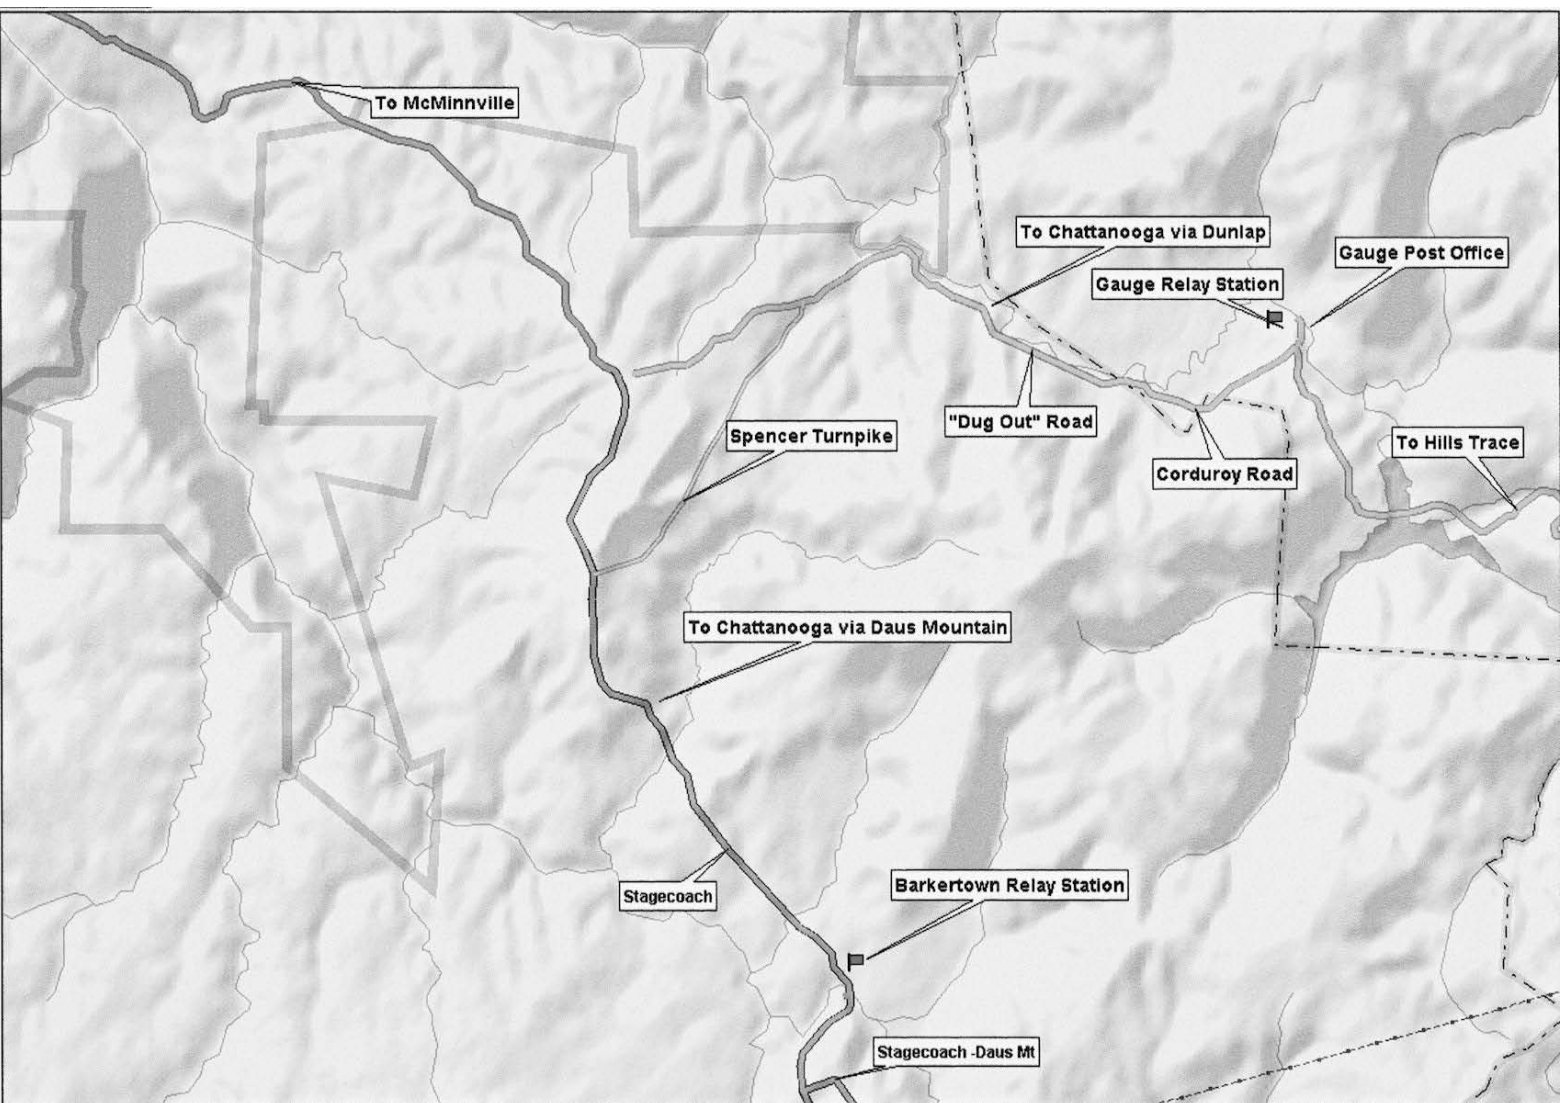 To McMinnville
To Chattanooga via Dunlap
Gauge Post Office
Gauge Relay Station
"Dug Out" Road
Spencer Turnpike
To Hills Trace
Corduroy Road
To Chattanooga via Daus Mountain
Stagecoach
Barkertown Relay Station
Stagecoach -Daus Mt